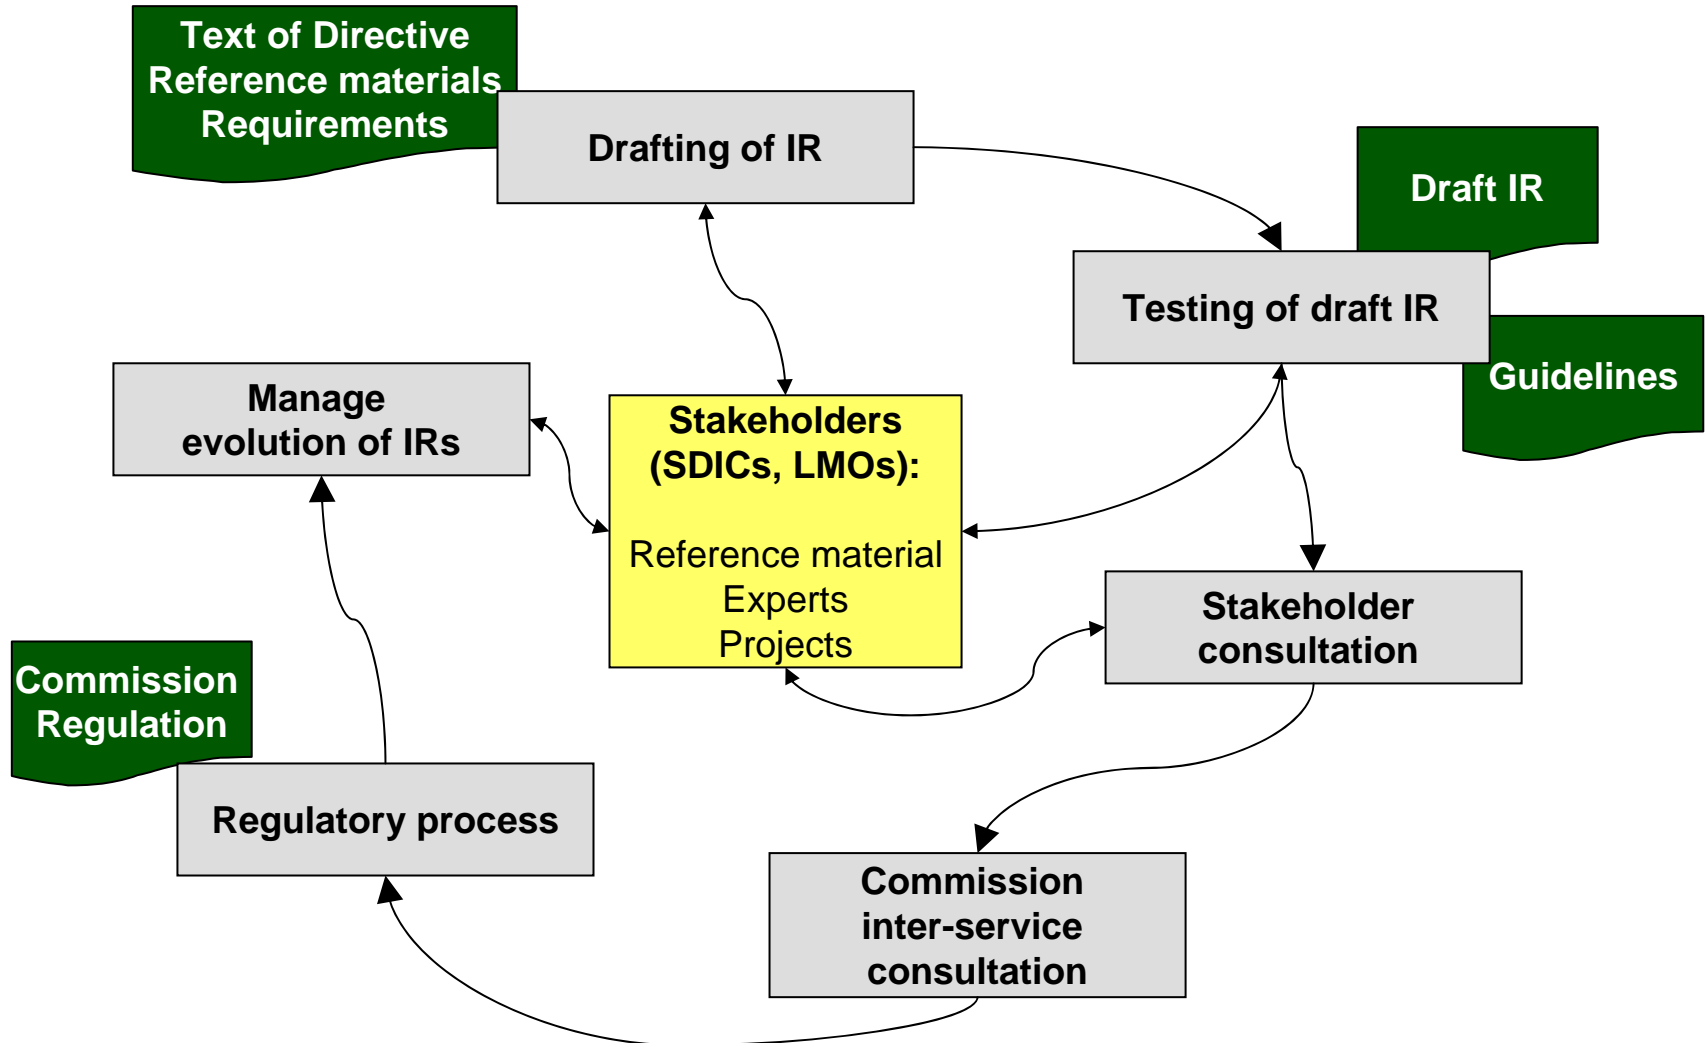 Text of Directive
Reference materials
Requirements
Drafting of IR
Draft IR
Testing of draft IR
Guidelines
Manage
evolution of IRs
Stakeholders
(SDICs, LMOs):
Reference material
Experts
Projects
Stakeholder
consultation
Commission
Regulation
Regulatory process
Commission
inter-service
consultation